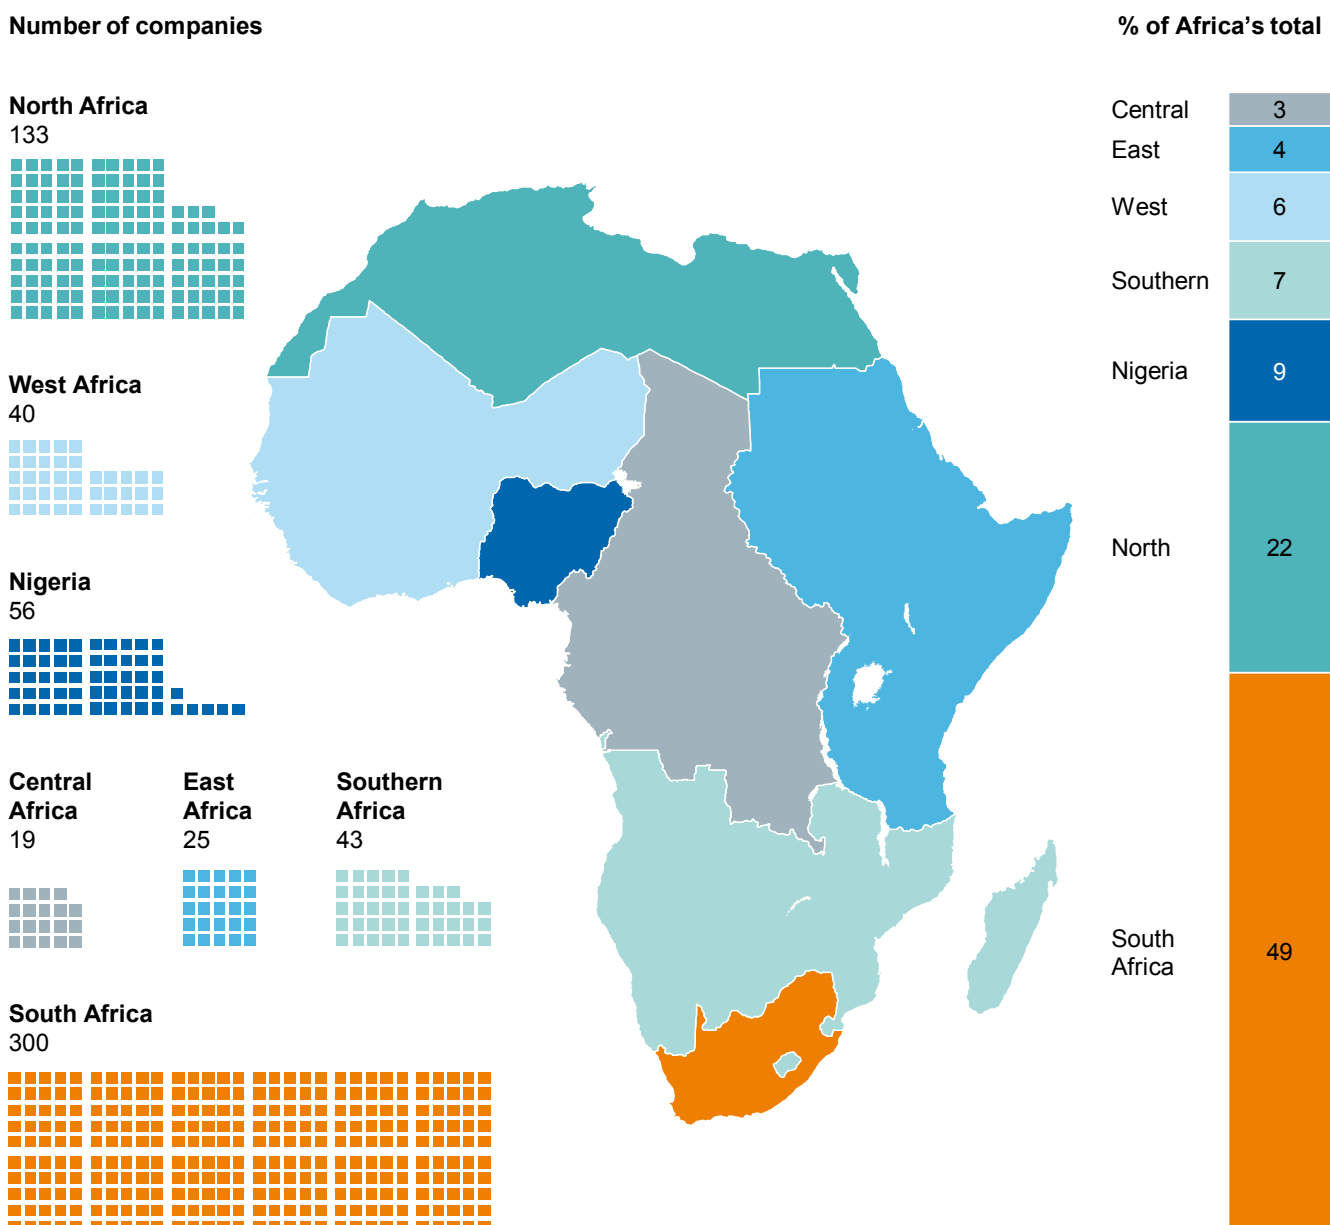 Number of companies
% of Africa’s total
North Africa
133
West Africa
40
Nigeria
56
Central
Africa
19
East
Africa
25
Southern
Africa
43
South Africa
300
Central
3
East
4
West
6
Southern
7
Nigeria
9
North
22
South
Africa
49